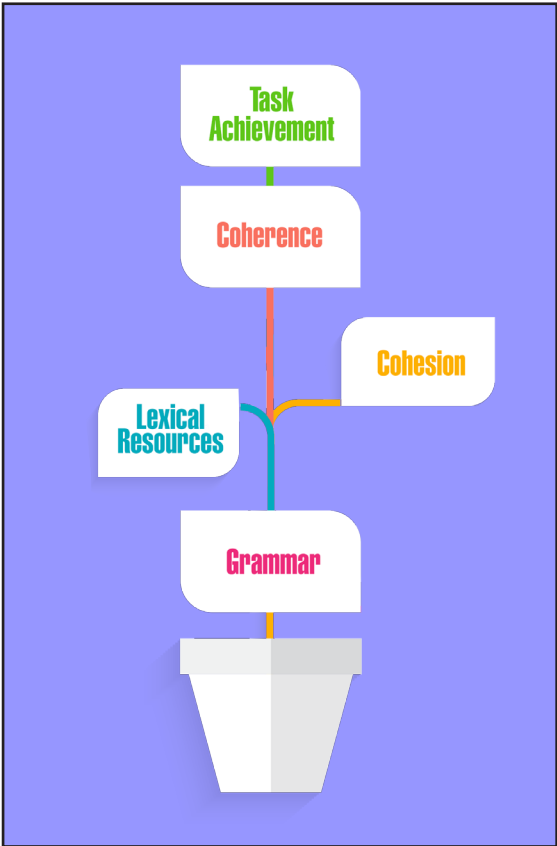 Task
Achievement
Coherence
Cohesion
Lexical
Resources
Grammar